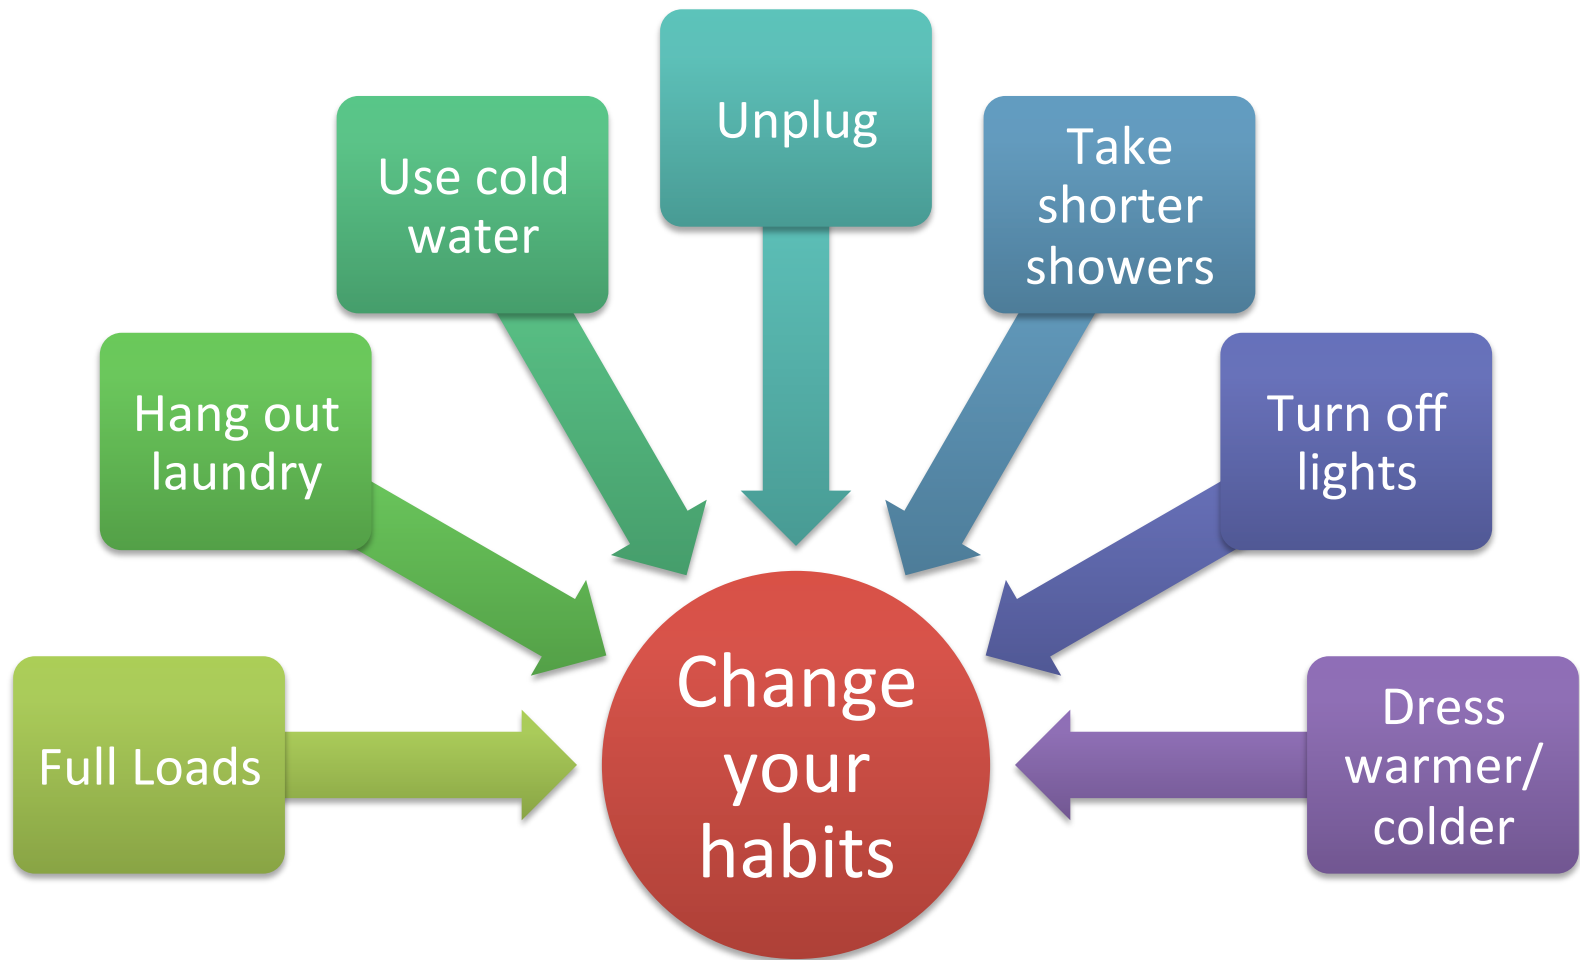 Unplug
Use cold
water
Take
shorter
showers
Hang out
laundry
Turn off
lights
Full Loads
Change
your
habits
Dress
warmer/
colder